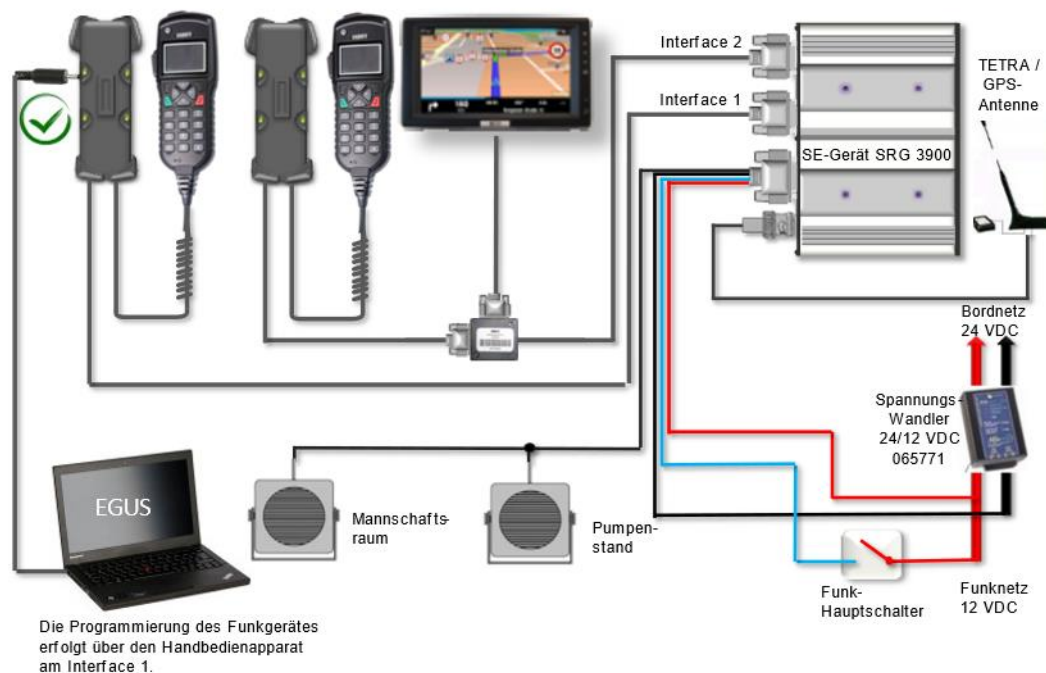 Interface 2
Interface 1
TETRA /
GPS-
Antenne
SE-Gerät SRG 3900
Bordnetz
24 VDC
Spannungs-
Wandler
24/12 VDC
065771
EGUS
Mannschafts-
raum
Pumpen-
stand
Funk-
Hauptschalter
Funknetz
12 VDC
Die Programmierung des Funkgerätes
erfolgt über den Handbedienapparat
am Interface 1.